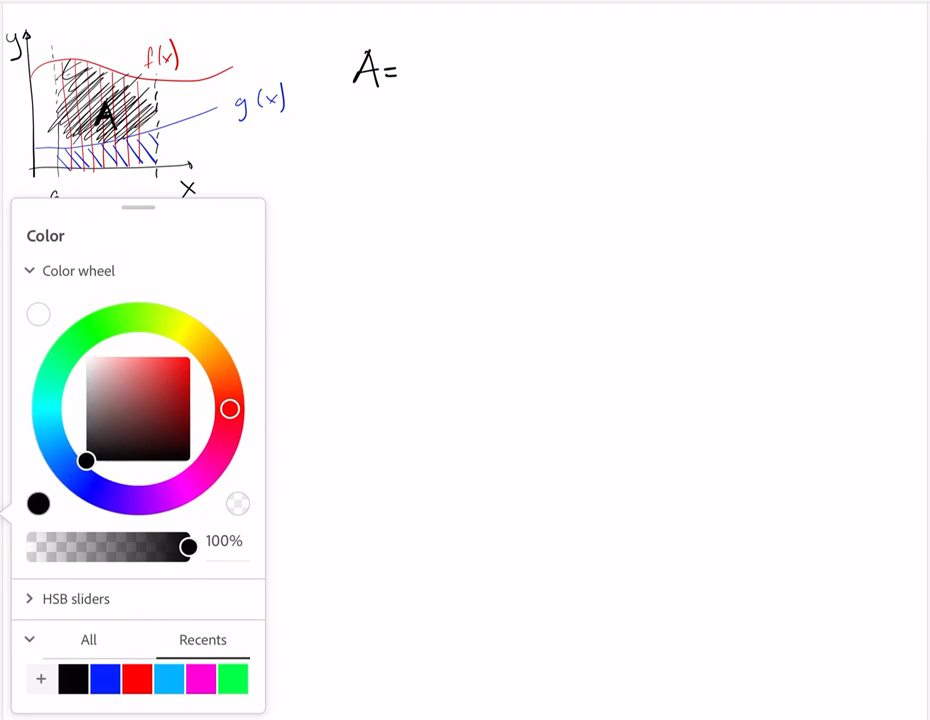 y
f(x)
A=
g(x)
A
x
Color
Color wheel
100%
HSB sliders
All Recents
+